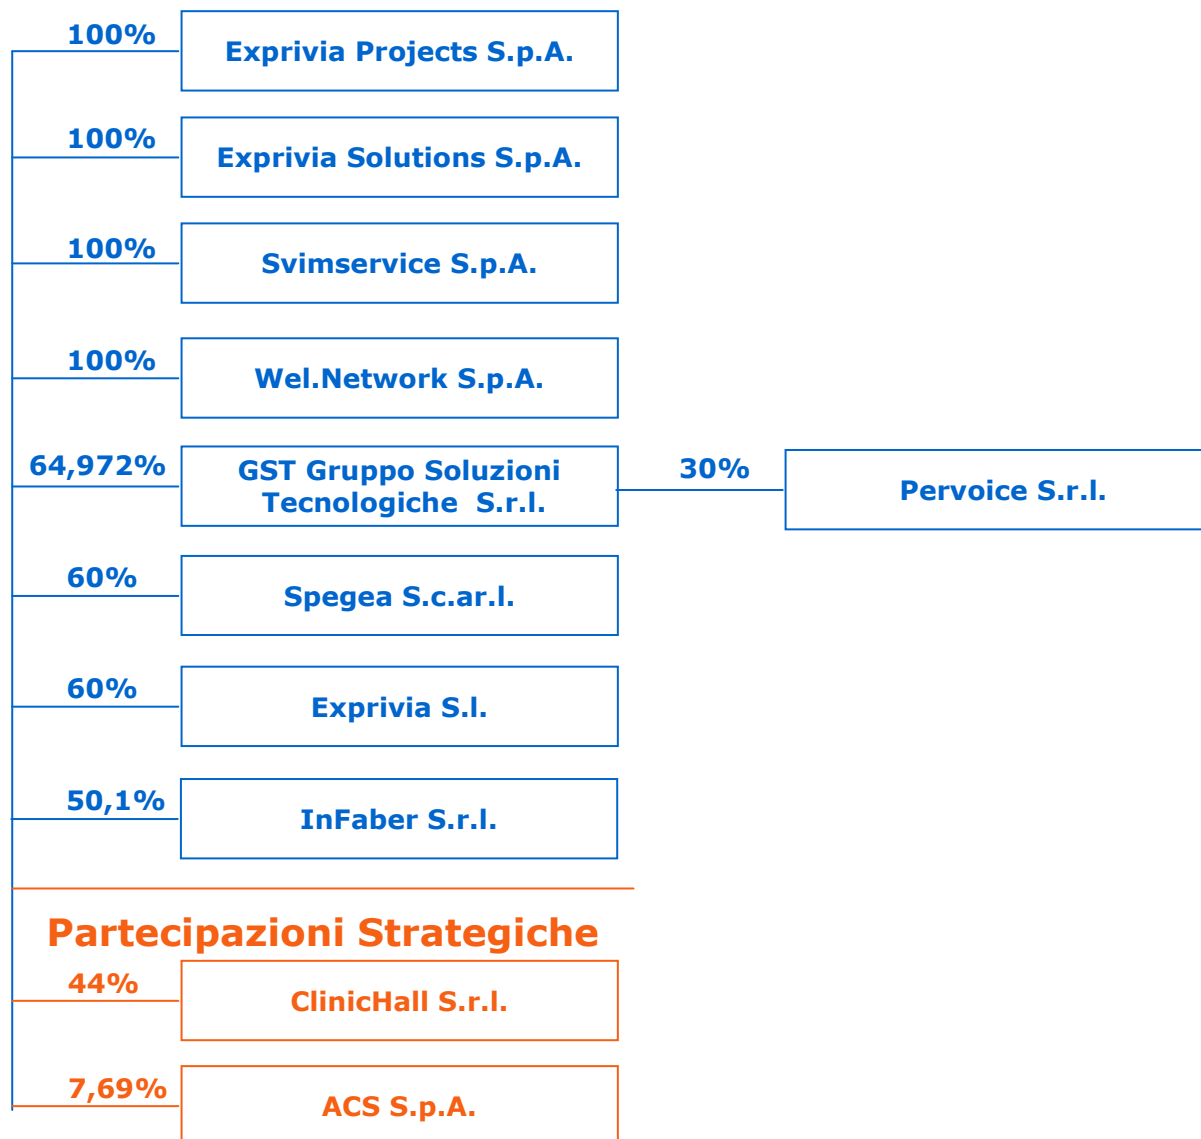 100%
Exprivia Projects S.p.A.
100%
Exprivia Solutions S.p.A.
100%
Svimservice S.p.A.
100%
Wel.Network S.p.A.
64,972%
GST Gruppo Soluzioni
Tecnologiche S.r.l.
30%
Pervoice S.r.l.
60%
Spegea S.c.ar.l.
60%
Exprivia S.l.
50,1%
InFaber S.r.l.
Partecipazioni Strategiche
44%
ClinicHall S.r.l.
7,69%
ACS S.p.A.